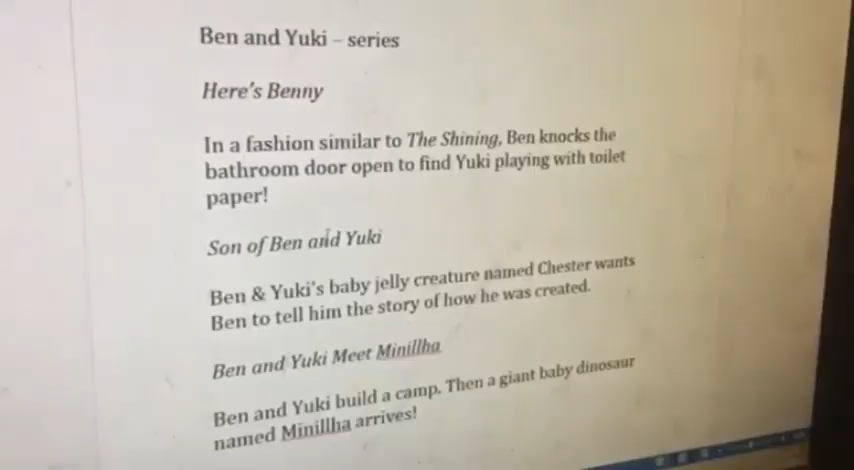 Ben and Yuki – series
Here's Benny
In a fashion similar to The Shining, Ben knocks the
bathroom door open to find Yuki playing with toilet
paper!
Son of Ben and Yuki
Ben & Yuki's baby jelly creature named Chester wants
Ben to tell him the story of how he was created.
Ben and Yuki Meet Minillha
Ben and Yuki build a camp. Then a giant baby dinosaur
named Minillha arrives!